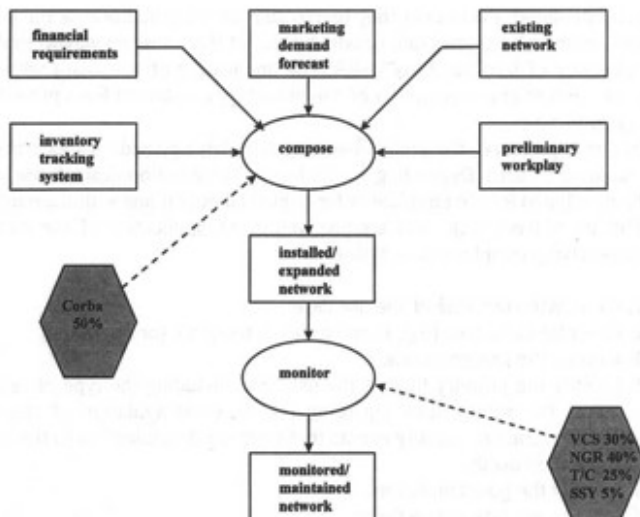 financial
requirements
marketing
demand
forecast
existing
network
inventory
tracking
system
compose
preliminary
workplay
installed/
expanded
network
Corba
50%
monitor
VCS 30%
NGR 40%
T/C 25%
SSY 5%
monitored/
maintained network